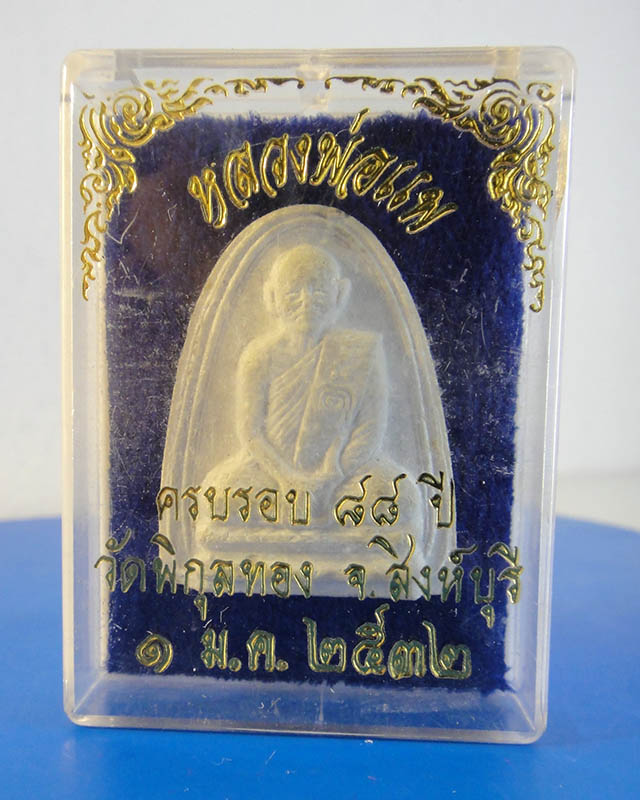 หลวงพ่อแพ
ครบรอบ ๘๘ ปี
วัดพิกุลทอง จ.สิงห์บุรี
๑ ม.ค. ๒๕๓๒